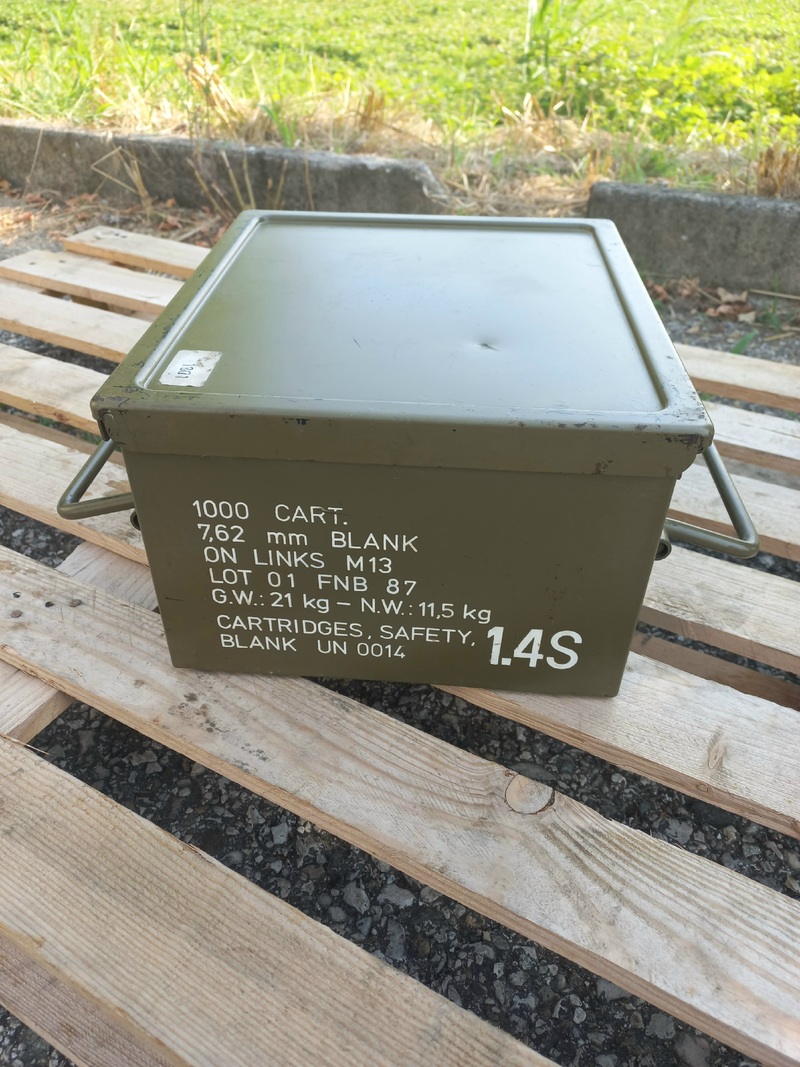 1000 CART.
7,62 mm BLANK
ON LINKS M13
LOT 01 FNB 87
G.W.: 21 kg – N.W.: 11,5 kg
CARTRIDGES, SAFETY,
BLANK UN 0014
1.4S